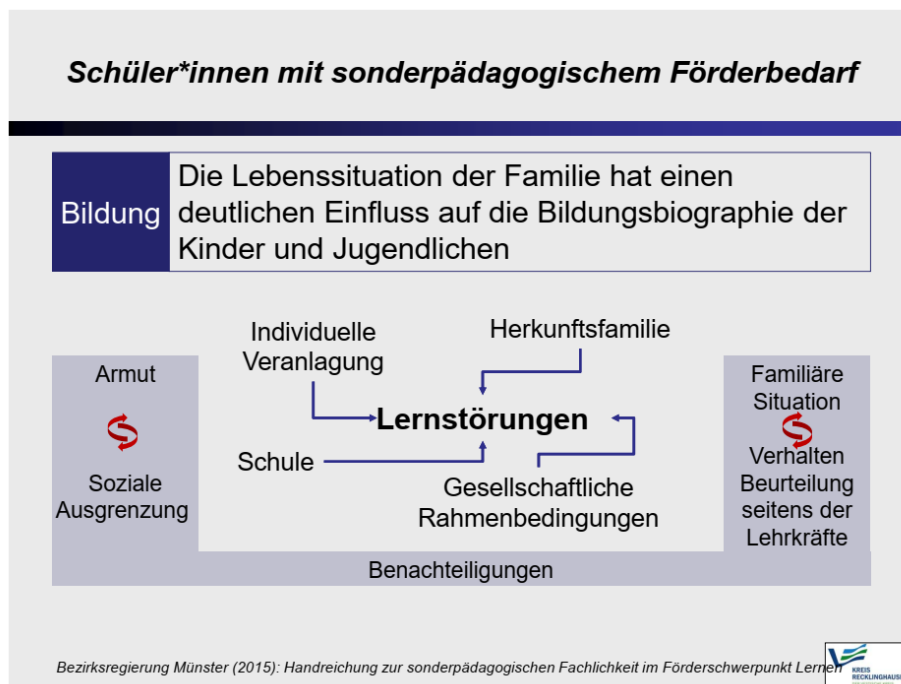 Schüler*innen mit sonderpädagogischem Förderbedarf
Bildung
Die Lebenssituation der Familie hat einen
deutlichen Einfluss auf die Bildungsbiographie der
Kinder und Jugendlichen
Individuelle
Veranlagung
Herkunftsfamilie
Armut
Soziale
Ausgrenzung
Lernstörungen
Schule
Gesellschaftliche
Rahmenbedingungen
Familiäre
Situation
Verhalten
Beurteilung
seitens der
Lehrkräfte
Benachteiligungen
Bezirksregierung Münster (2015): Handreichung zur sonderpädagogischen Fachlichkeit im Förderschwerpunkt Lernen
KREIS